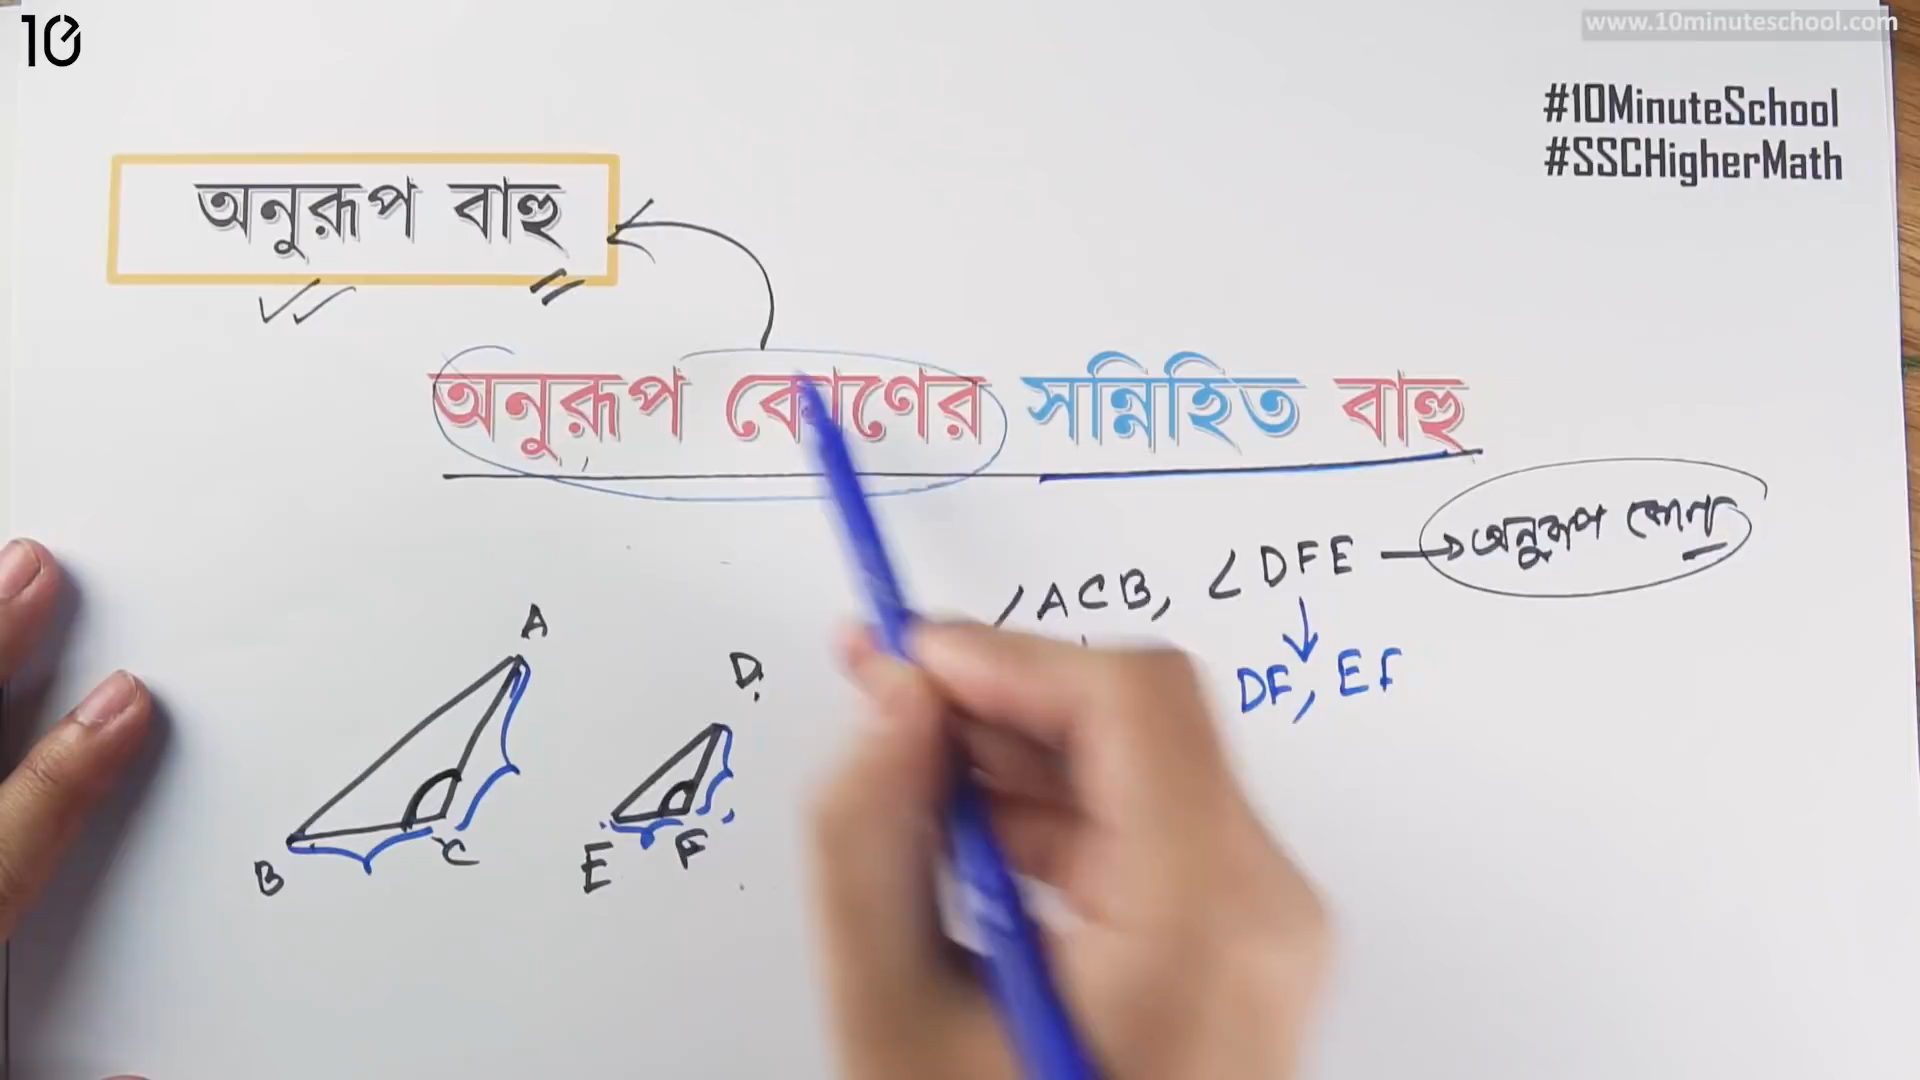 10
www.10minuteschool.com
#10MinuteSchool
#SSCHigherMath
অনুরূপ বাহু
অনুরূপ কোণের সন্নিহিত বাহু
∠ACB, ∠DFE → অনুরূপ কোণ
DF, EF
A
D
B
C
E
F